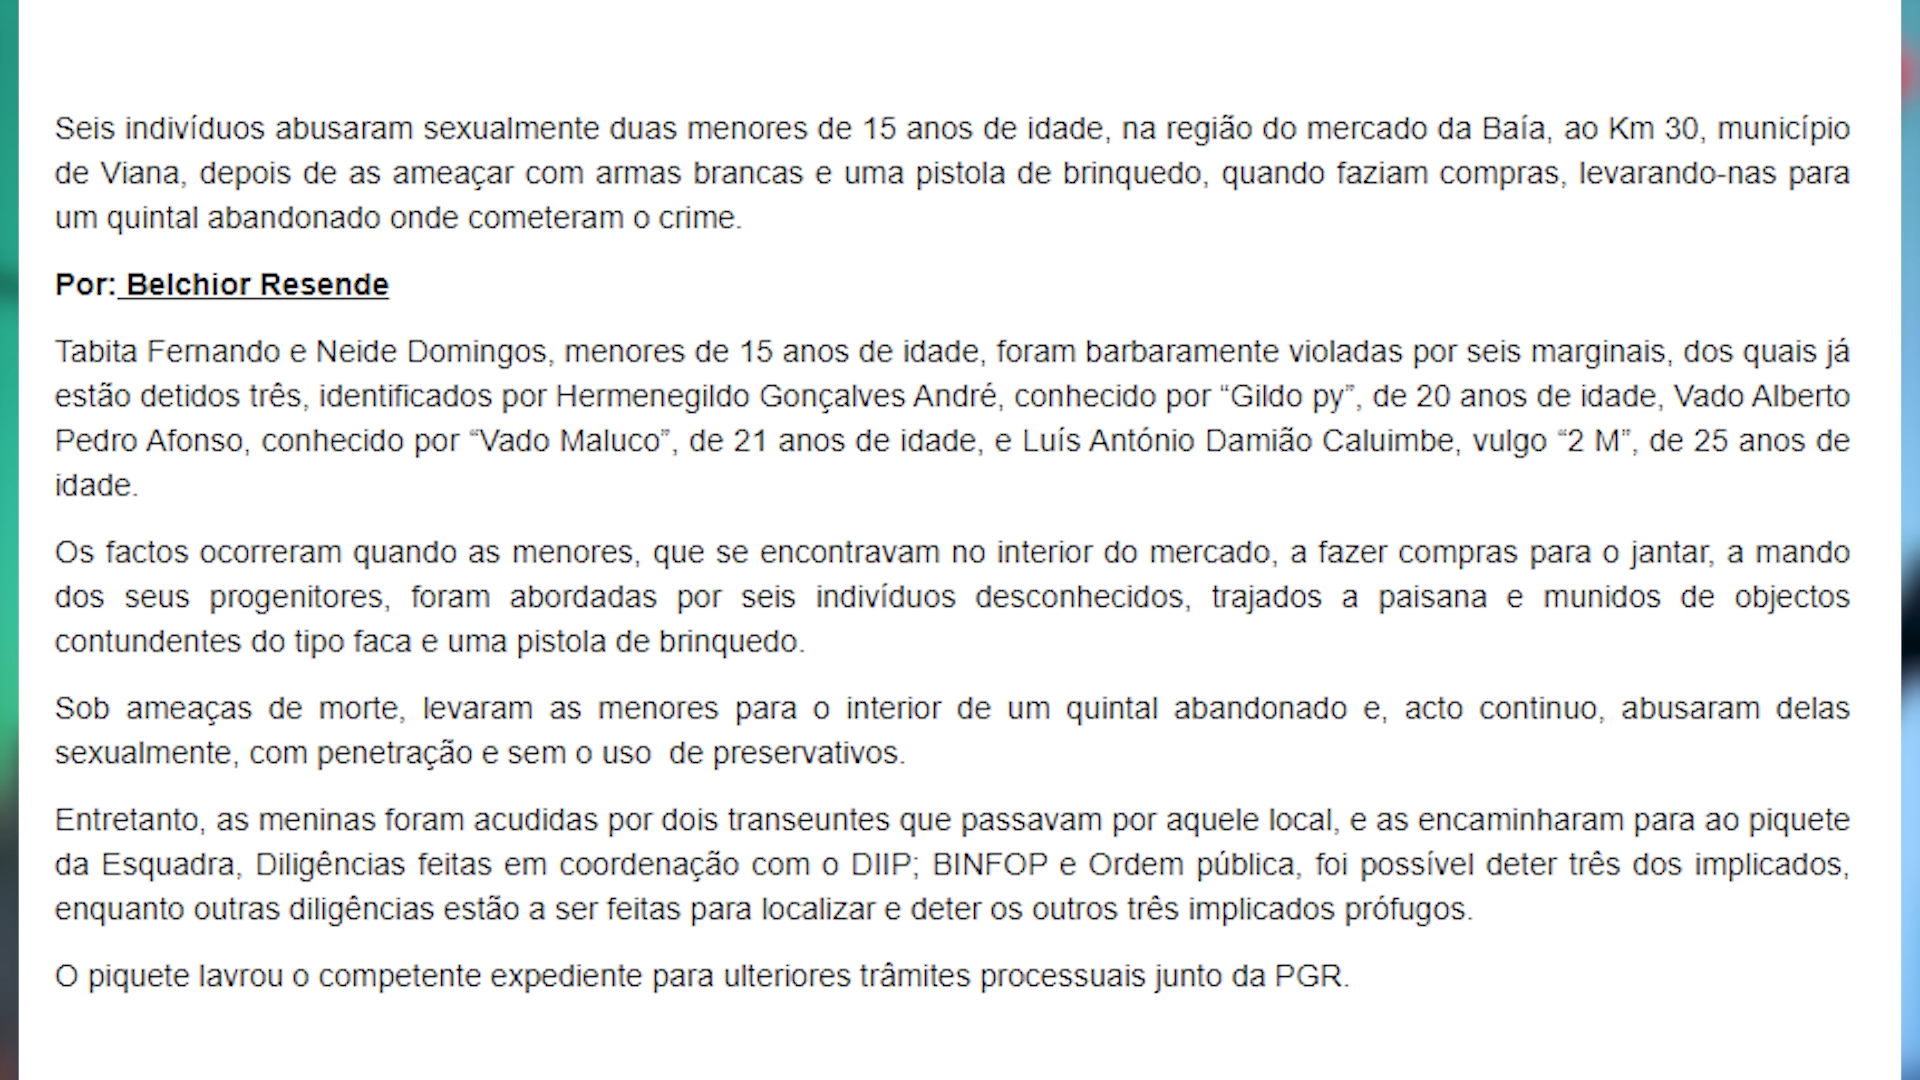 Seis indivíduos abusaram sexualmente duas menores de 15 anos de idade, na região do mercado da Baía, ao Km 30, município
de Viana, depois de as ameaçar com armas brancas e uma pistola de brinquedo, quando faziam compras, levarando-nas para
um quintal abandonado onde cometeram o crime.
Por: Belchior Resende
Tabita Fernando e Neide Domingos, menores de 15 anos de idade, foram barbaramente violadas por seis marginais, dos quais já
estão detidos três, identificados por Hermenegildo Gonçalves André, conhecido por “Gildo py”, de 20 anos de idade, Vado Alberto
Pedro Afonso, conhecido por “Vado Maluco”, de 21 anos de idade, e Luís António Damião Caluimbe, vulgo “2 M”, de 25 anos de
idade.
Os factos ocorreram quando as menores, que se encontravam no interior do mercado, a fazer compras para o jantar, a mando
dos seus progenitores, foram abordadas por seis indivíduos desconhecidos, trajados a paisana e munidos de objectos
contundentes do tipo faca e uma pistola de brinquedo.
Sob ameaças de morte, levaram as menores para o interior de um quintal abandonado e, acto continuo, abusaram delas
sexualmente, com penetração e sem o uso  de preservativos.
Entretanto, as meninas foram acudidas por dois transeuntes que passavam por aquele local, e as encaminharam para ao piquete
da Esquadra, Diligências feitas em coordenação com o DIIP; BINFOP e Ordem pública, foi possível deter três dos implicados,
enquanto outras diligências estão a ser feitas para localizar e deter os outros três implicados prófugos.
O piquete lavrou o competente expediente para ulteriores trâmites processuais junto da PGR.